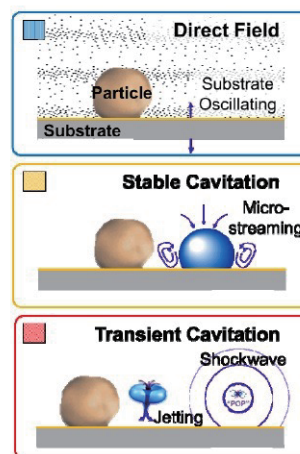 Direct Field
Particle
Substrate
Oscillating
Substrate
Stable Cavitation
Micro-
streaming
Transient Cavitation
Shockwave
Jetting
"POP"